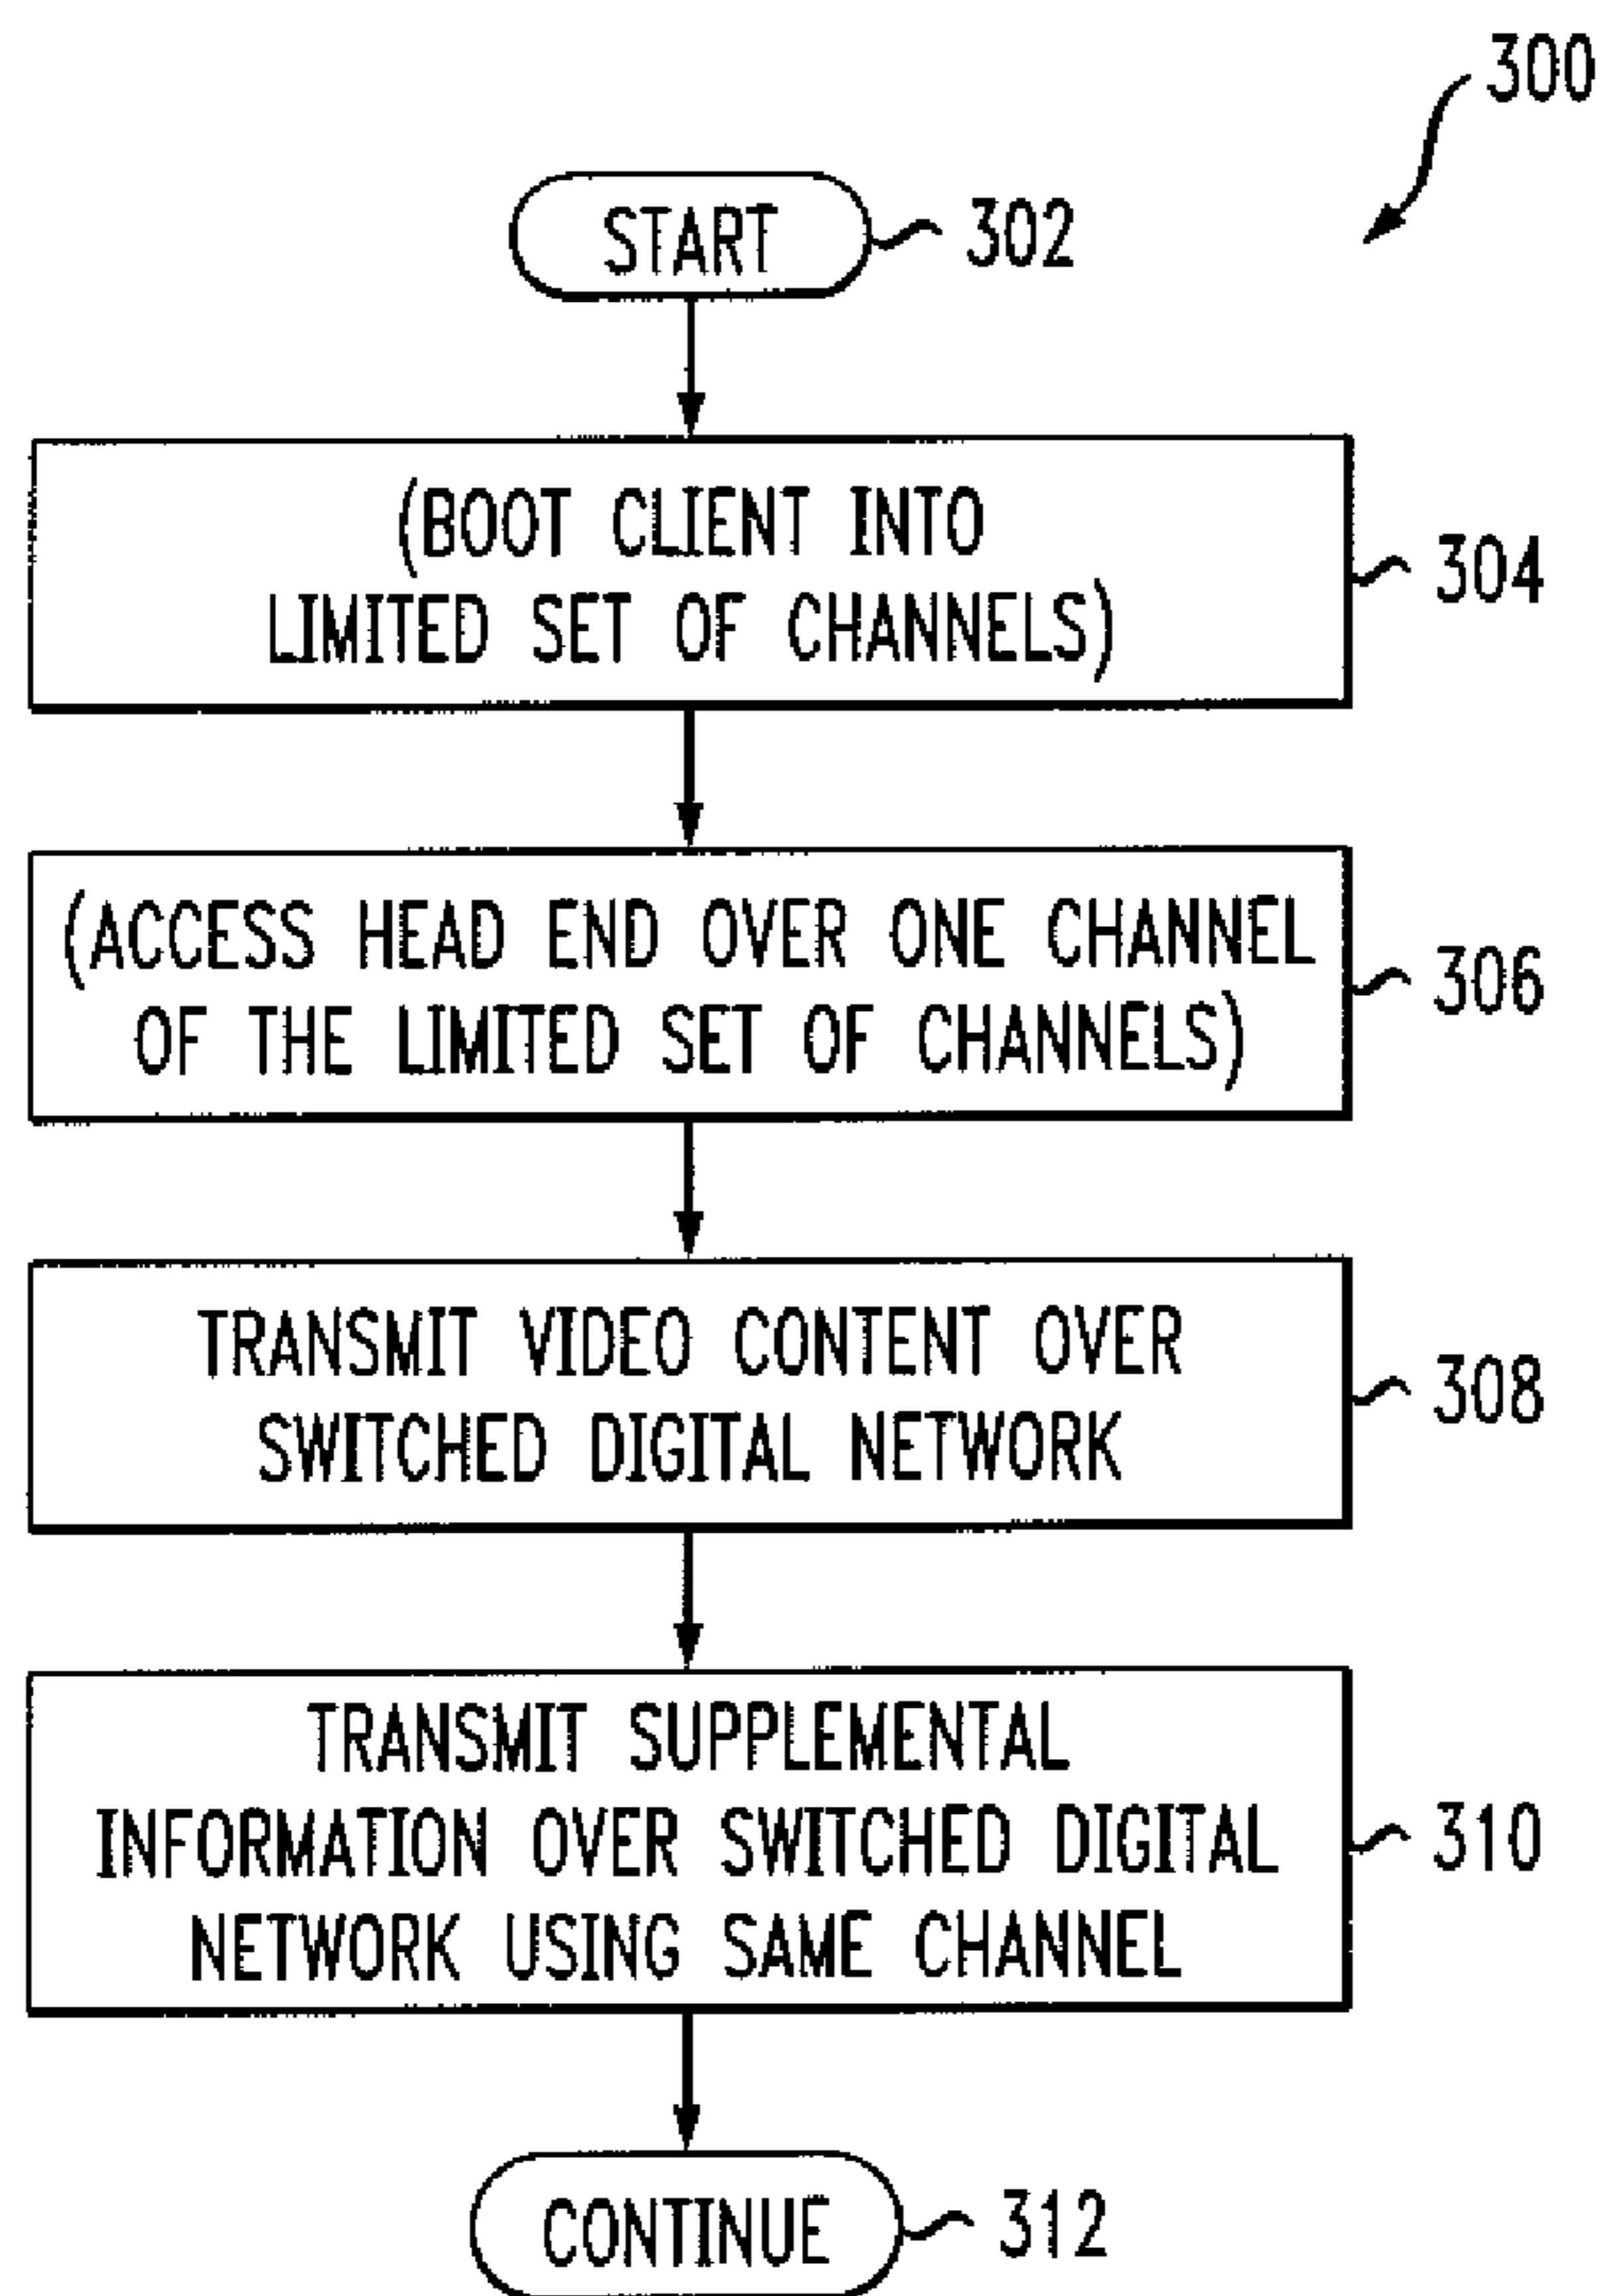 300
START
302
(BOOT CLIENT INTO
LIMITED SET OF CHANNELS)
304
(ACCESS HEAD END OVER ONE CHANNEL
OF THE LIMITED SET OF CHANNELS)
306
TRANSMIT VIDEO CONTENT OVER
SWITCHED DIGITAL NETWORK
308
TRANSMIT SUPPLEMENTAL
INFORMATION OVER SWITCHED DIGITAL
NETWORK USING SAME CHANNEL
310
CONTINUE
312